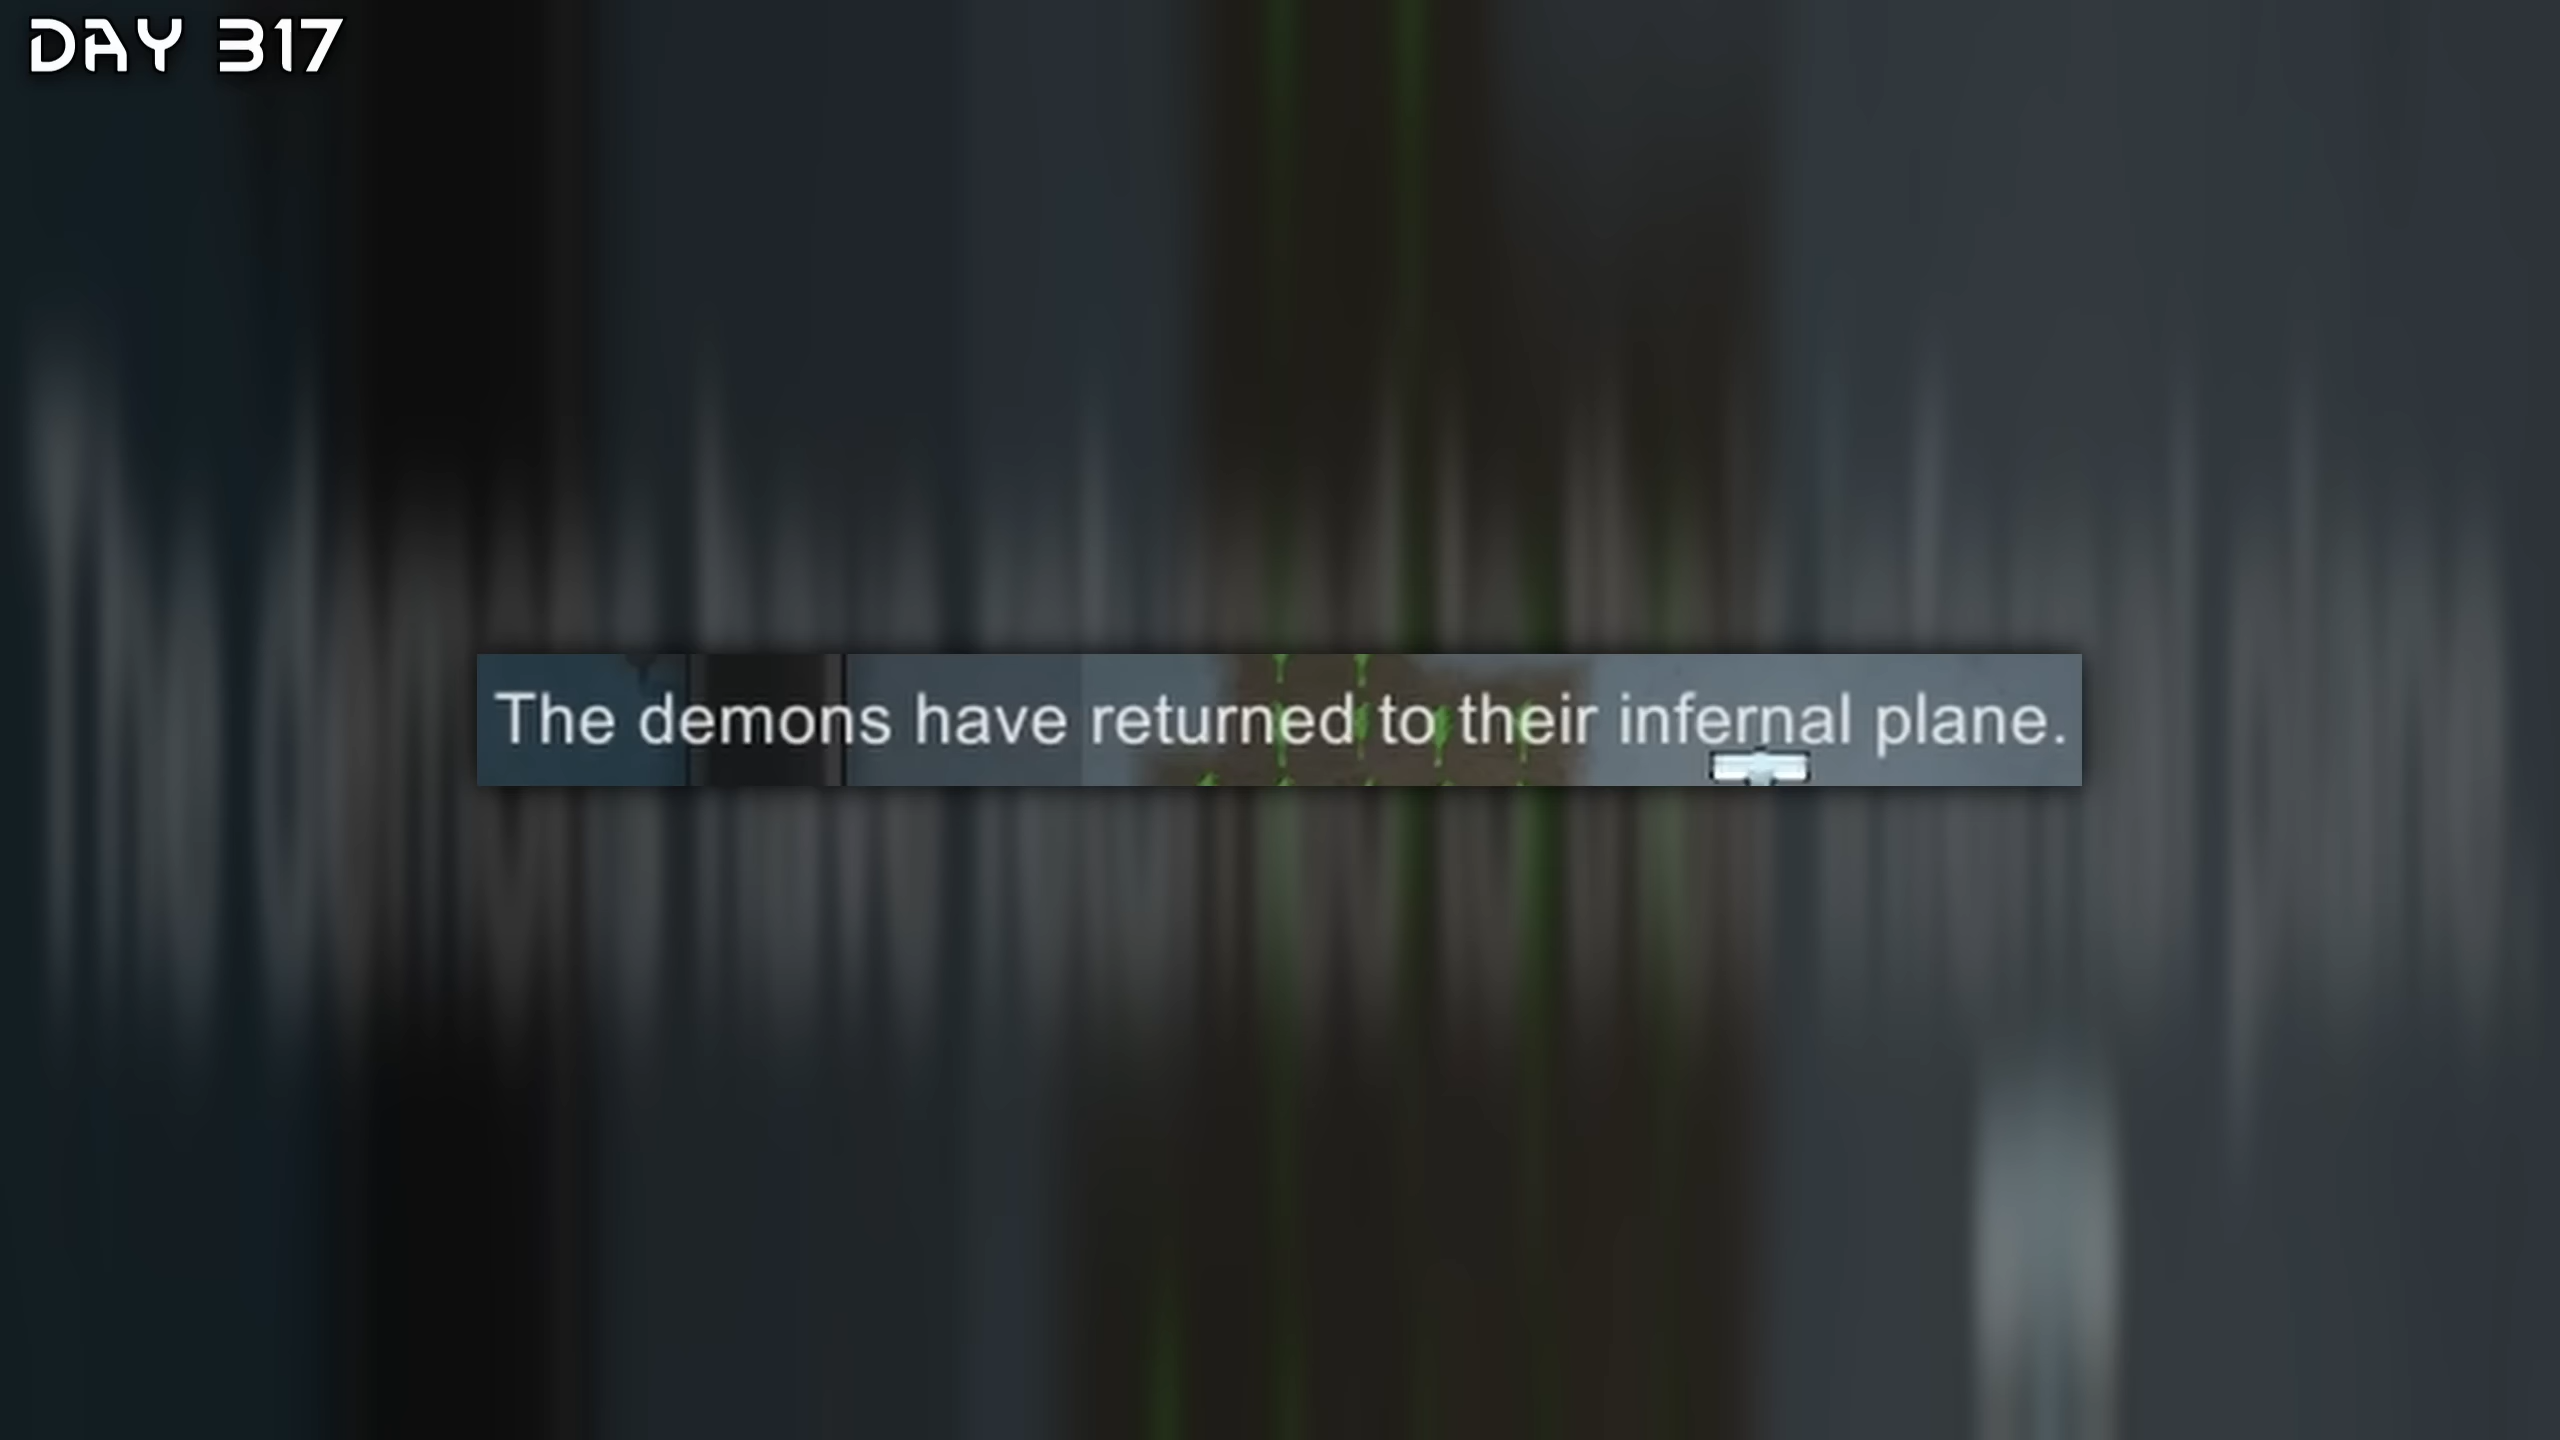 DAY 317
The demons have returned to their infernal plane.